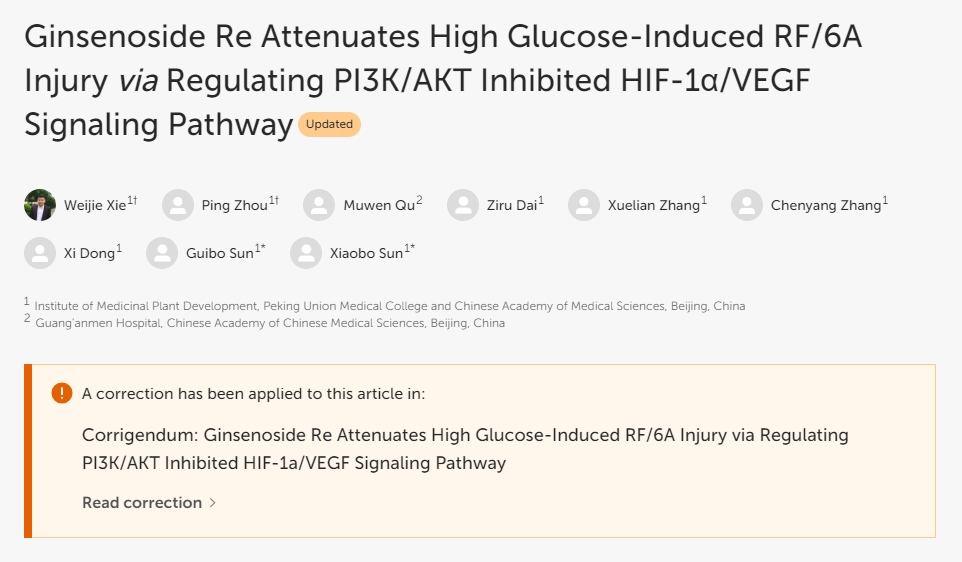 Ginsenoside Re Attenuates High Glucose-Induced RF/6A
Injury via Regulating PI3K/AKT Inhibited HIF-1α/VEGF
Signaling Pathway Updated
Weijie Xie1† Ping Zhou1† Muwen Qu2 Ziru Dai1 Xuelian Zhang1 Chenyang Zhang1
Xi Dong1 Guibo Sun1* Xiaobo Sun1*
1 Institute of Medicinal Plant Development, Peking Union Medical College and Chinese Academy of Medical Sciences, Beijing, China
2 Guang'anmen Hospital, Chinese Academy of Chinese Medical Sciences, Beijing, China
A correction has been applied to this article in:
Corrigendum: Ginsenoside Re Attenuates High Glucose-Induced RF/6A Injury via Regulating
PI3K/AKT Inhibited HIF-1a/VEGF Signaling Pathway
Read correction